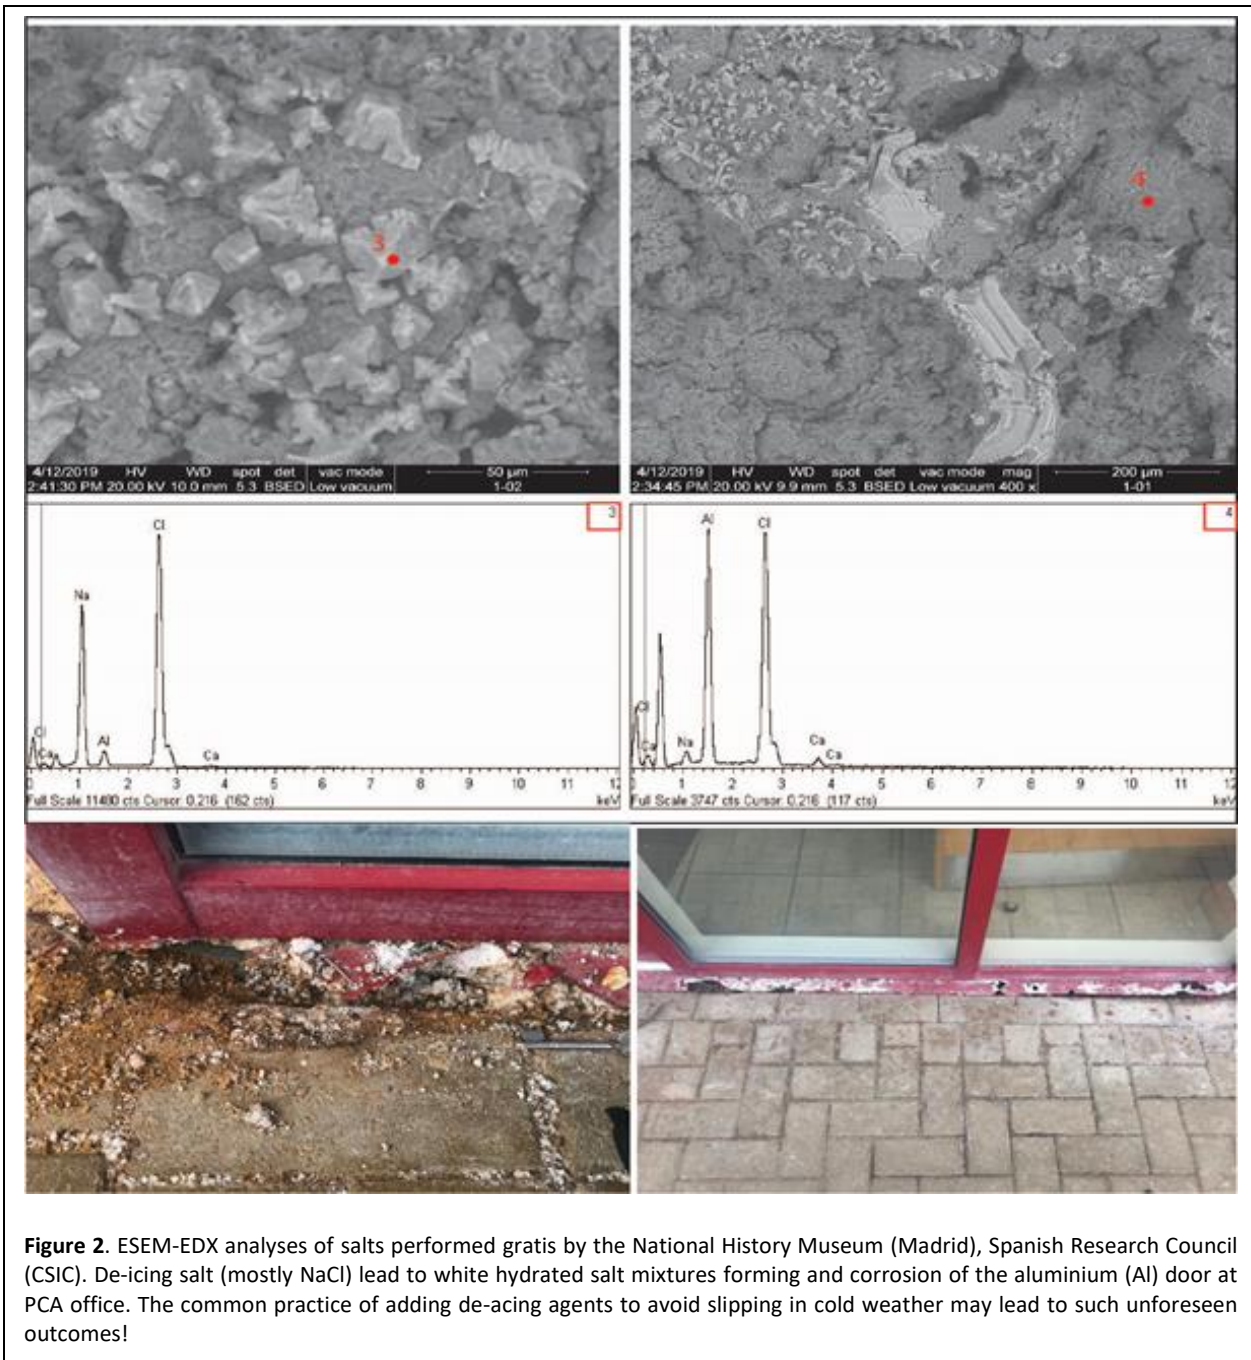 3
4
4/12/2019 HV WD spot det vac mode 50 µm
2:41:30 PM 20.00 kV 10.0 mm 5.3 BSED Low vacuum 1-02
4/12/2019 HV WD spot det vac mode mag 200 µm
2:34:45 PM 20.00 kV 9.9 mm 5.3 BSED Low vacuum 400 x 1-01
3
Cl
Na
Cl
Ca
Al
Ca
0 1 2 3 4 5 6 7 8 9 10 11 12
Full Scale 11480 cts Cursor: 0.216 (162 cts) keV
4
Al
Cl
Cl
Ca
Na
Ca
Ca
0 1 2 3 4 5 6 7 8 9 10 11 12
Full Scale 3747 cts Cursor: 0.216 (117 cts) keV
Figure 2. ESEM-EDX analyses of salts performed gratis by the National History Museum (Madrid), Spanish Research Council
(CSIC). De-icing salt (mostly NaCl) lead to white hydrated salt mixtures forming and corrosion of the aluminium (Al) door at
PCA office. The common practice of adding de-acing agents to avoid slipping in cold weather may lead to such unforeseen
outcomes!